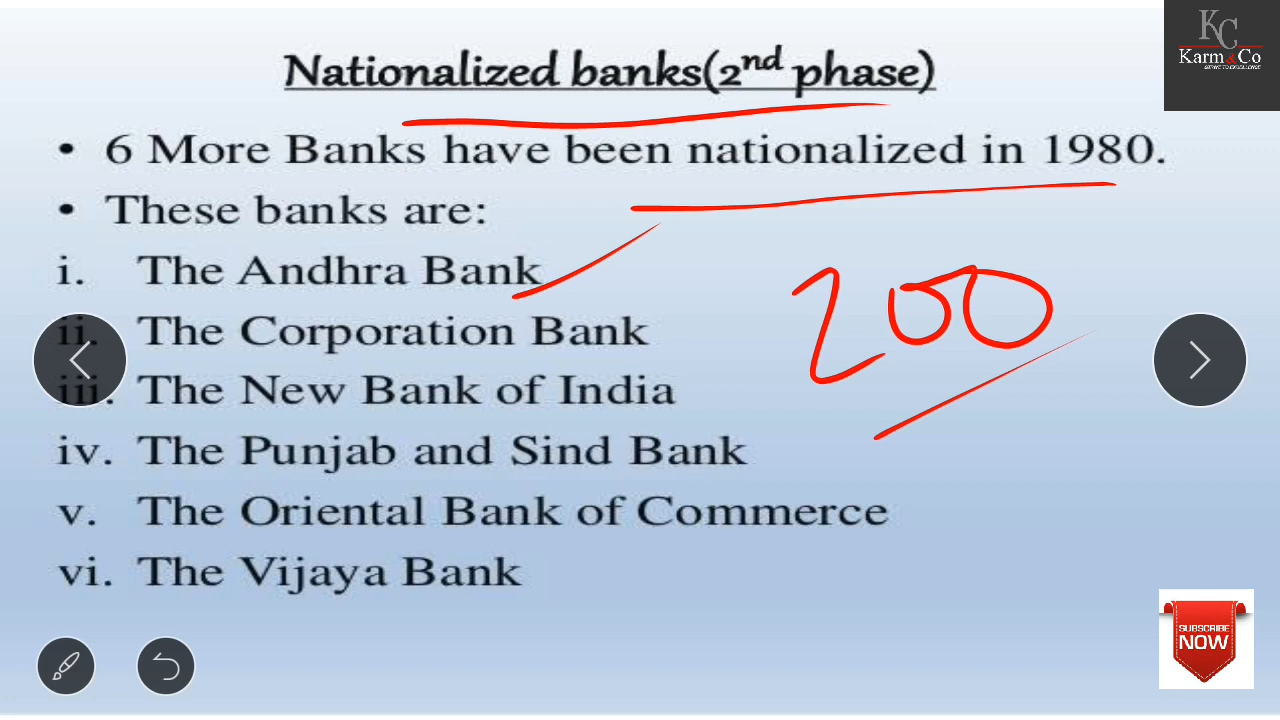 KC
Karm&Co
Nationalized banks(2nd phase)
• 6 More Banks have been nationalized in 1980.
• These banks are:
i. The Andhra Bank
200
ii. The Corporation Bank
iii. The New Bank of India
iv. The Punjab and Sind Bank
v. The Oriental Bank of Commerce
vi. The Vijaya Bank
SUBSCRIBE
NOW